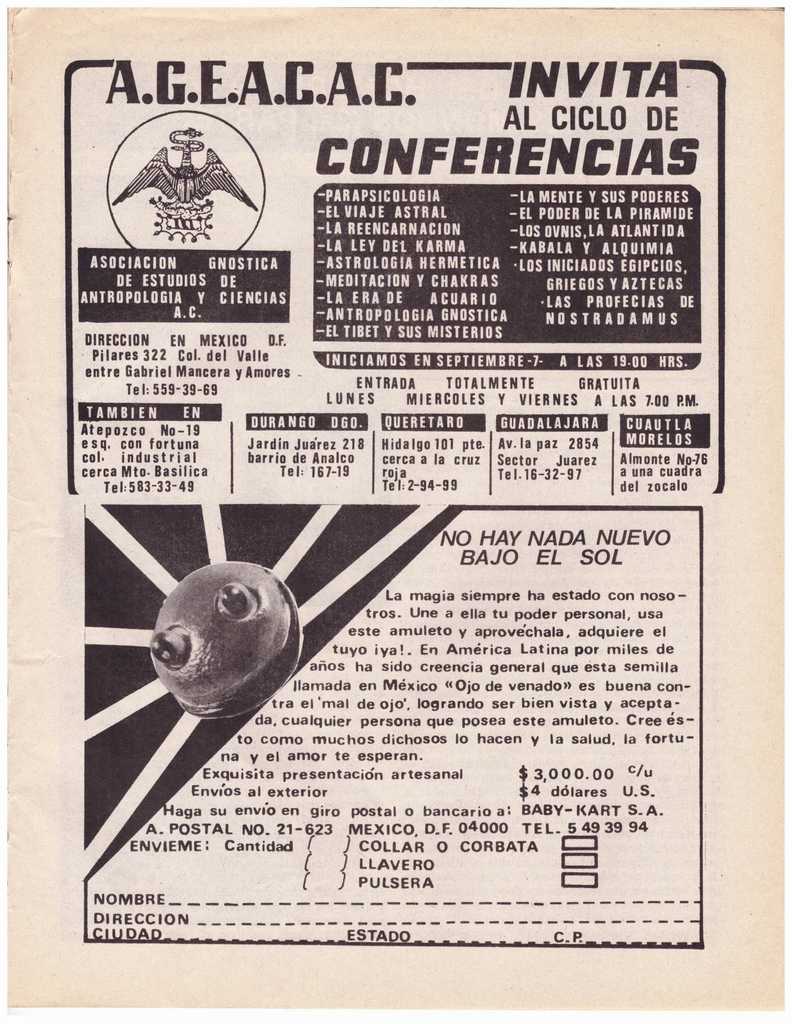 A.G.E.A.C.A.C.
INVITA
AL CICLO DE
CONFERENCIAS
ASOCIACION GNOSTICA
DE ESTUDIOS DE
ANTROPOLOGIA Y CIENCIAS
A.C.
-PARAPSICOLOGIA
-EL VIAJE ASTRAL
-LA REENCARNACION
-LA LEY DEL KARMA
-ASTROLOGIA HERMETICA
-MEDITACION Y CHAKRAS
-LA ERA DE ACUARIO
-ANTROPOLOGIA GNOSTICA
-EL TIBET Y SUS MISTERIOS
-LA MENTE Y SUS PODERES
-EL PODER DE LA PIRAMIDE
-LOS OVNIS, LA ATLANTIDA
-KABALA Y ALQUIMIA
-LOS INICIADOS EGIPCIOS,
GRIEGOS Y AZTECAS
-LAS PROFECIAS DE
NOSTRADAMUS
INICIAMOS EN SEPTIEMBRE-7- A LAS 19.00 HRS.
ENTRADA TOTALMENTE GRATUITA
LUNES MIERCOLES Y VIERNES A LAS 7.00 P.M.
DIRECCION EN MEXICO D.F.
Pilares 322 Col. del Valle
entre Gabriel Mancera y Amores
Tel: 559-39-69
TAMBIEN EN
Atepozco No-19
esq. con fortuna
col. industrial
cerca Mto. Basilica
Tel:583-33-49
DURANGO DGO.
Jardín Juárez 218
barrio de Analco
Tel: 167-19
QUERETARO
Hidalgo 101 pte.
cerca a la cruz
roja
Tel: 2-94-99
GUADALAJARA
Av. la paz 2854
Sector Juarez
Tel. 16-32-97
CUAUTLA
MORELOS
Almonte No-76
a una cuadra
del zocalo
NO HAY NADA NUEVO
BAJO EL SOL
La magia siempre ha estado con noso-
tros. Une a ella tu poder personal, usa
este amuleto y aprovéchala, adquiere el
tuyo ¡ya!. En América Latina por miles de
años ha sido creencia general que esta semilla
llamada en México «Ojo de venado» es buena con-
tra el 'mal de ojo', logrando ser bien vista y acepta-
da, cualquier persona que posea este amuleto. Cree és-
to como muchos dichosos lo hacen y la salud, la fortu-
na y el amor te esperan.
Exquisita presentación artesanal $ 3,000.00 c/u
Envíos al exterior $4 dólares U.S.
Haga su envío en giro postal o bancario a: BABY-KART S.A.
A. POSTAL NO. 21-623 MEXICO, D.F. 04000 TEL. 5 49 39 94
ENVIEME: Cantidad ( ) COLLAR O CORBATA
( ) LLAVERO
( ) PULSERA
NOMBRE
DIRECCION
CIUDAD ESTADO C.P.